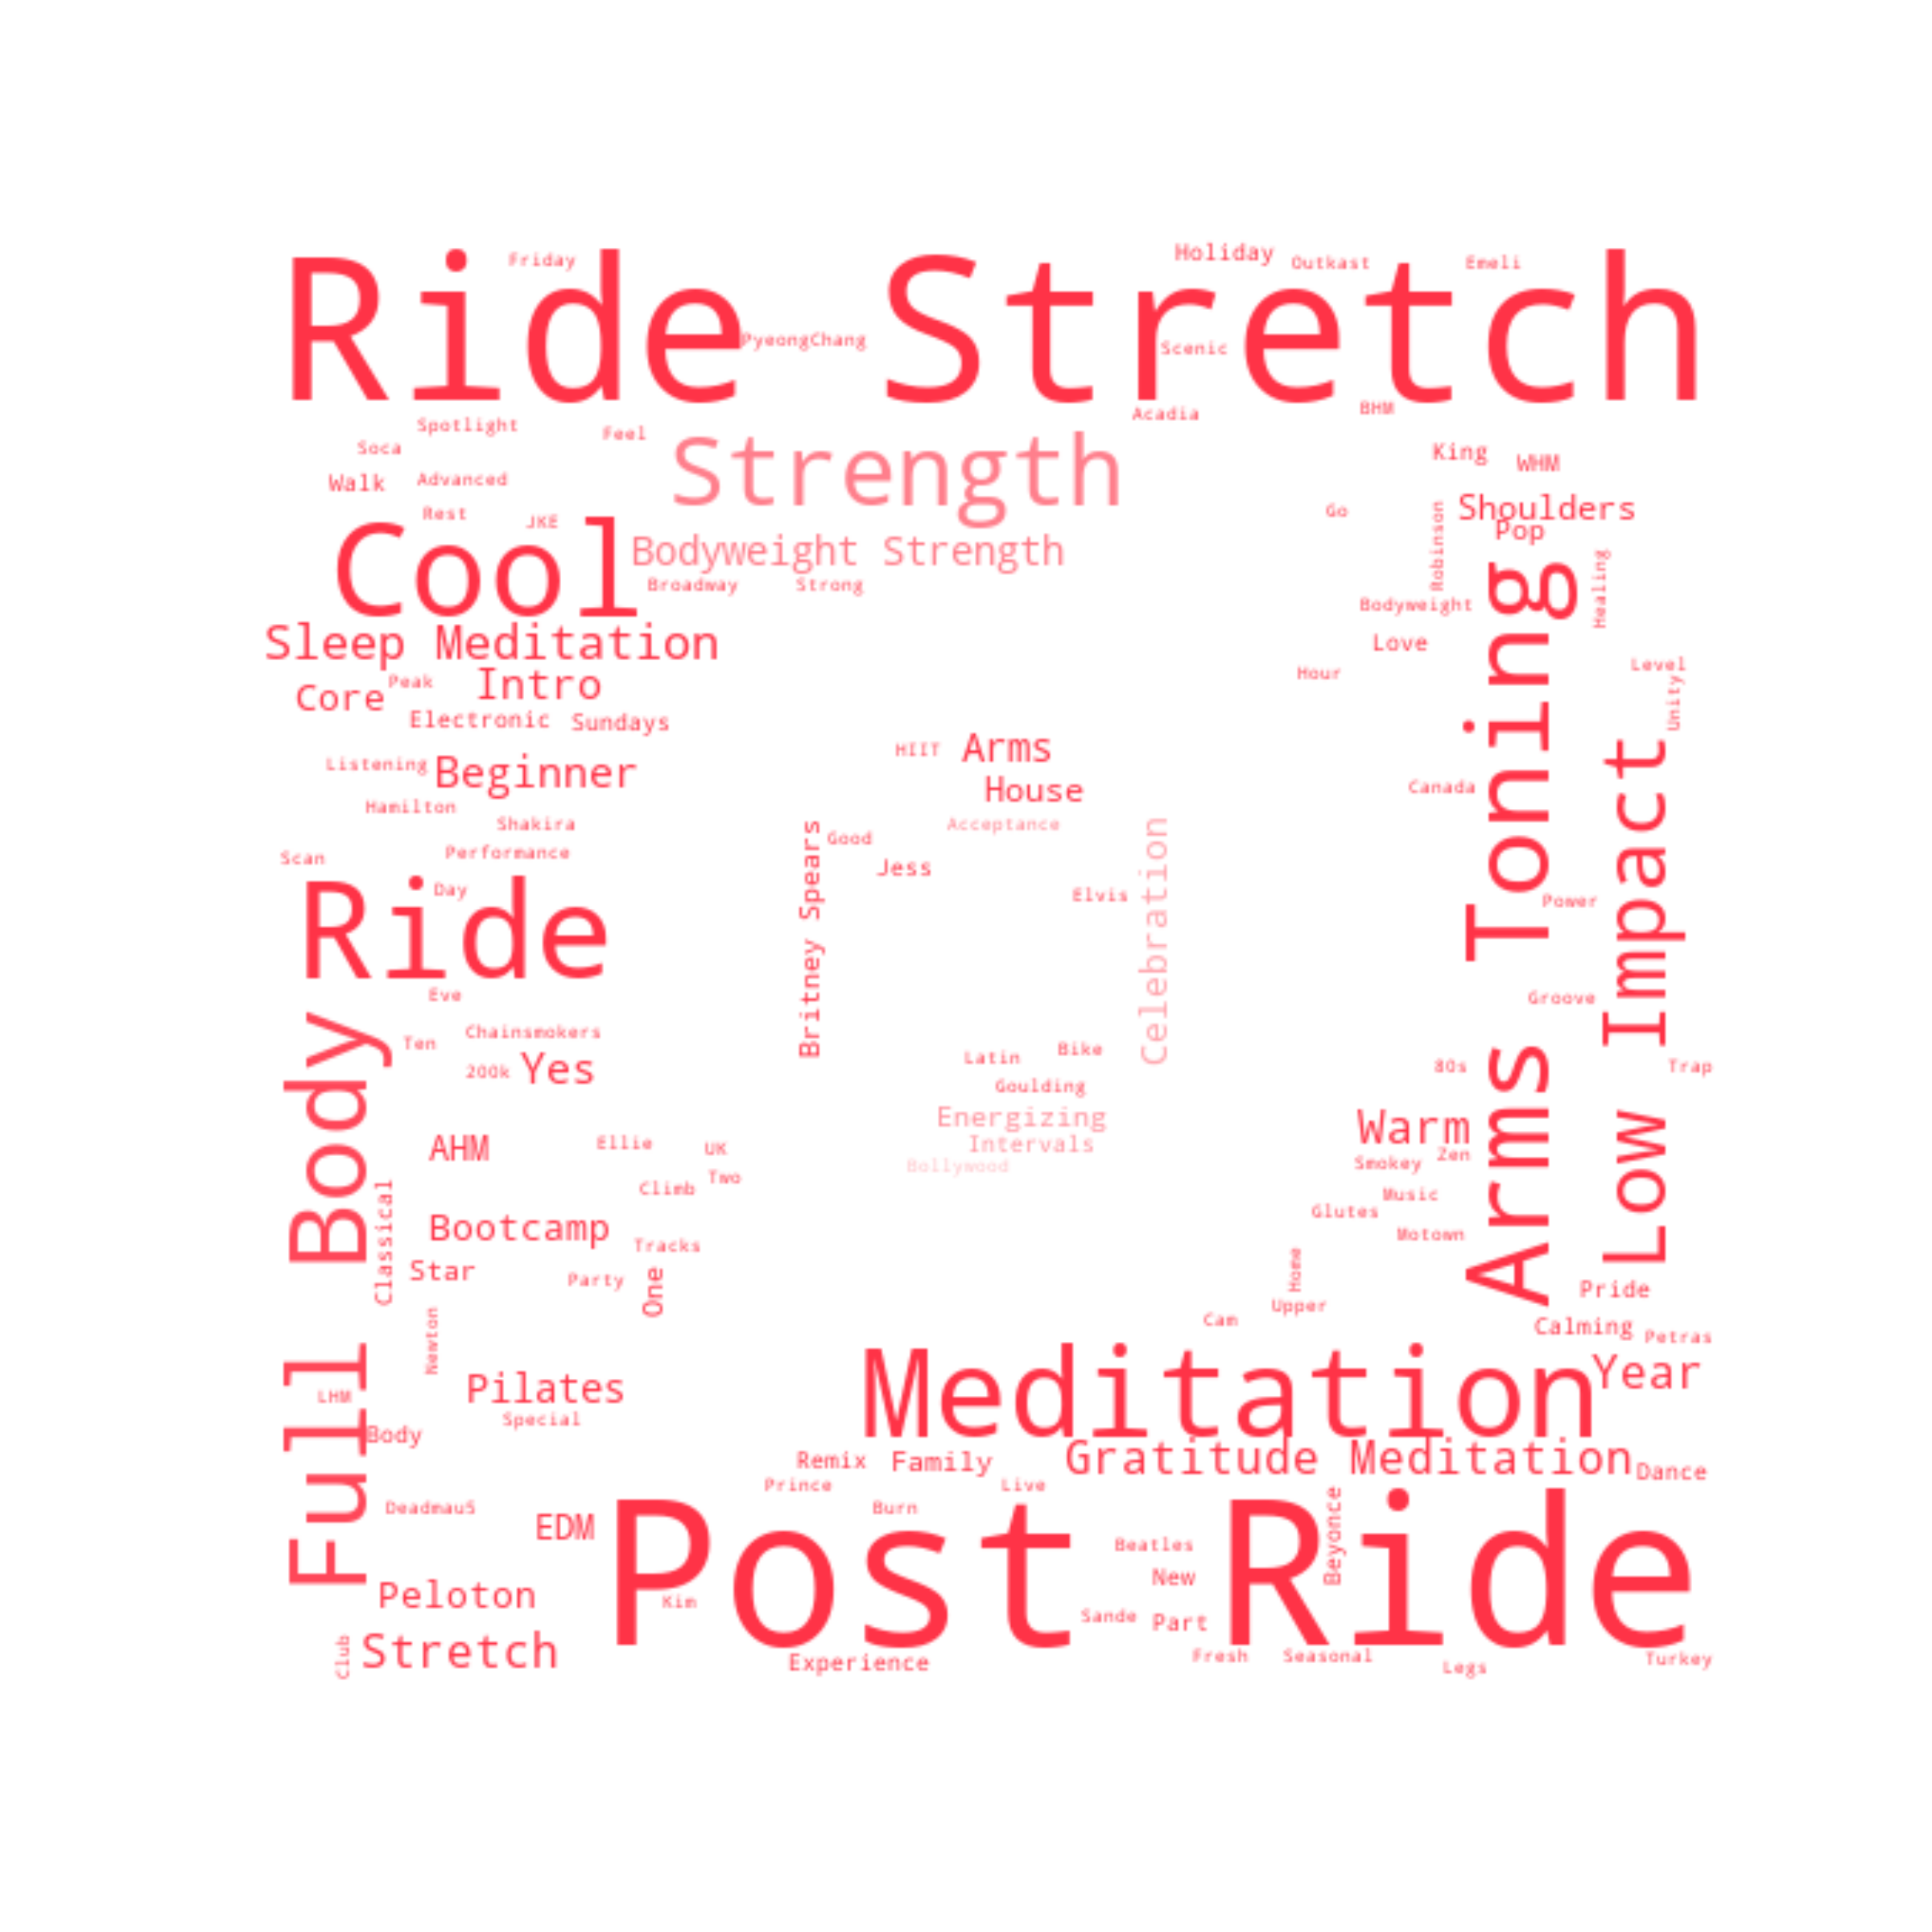 Holiday
Friday
Outkast
Emeli
Ride Stretch
PyeongChang
Scenic
BHM
Acadia
Spotlight
Feel
Soca
King
WHM
Strength
Walk
Advanced
Shoulders
Rest
JKE
Go
Pop
Robinson
Cool
Bodyweight Strength
Broadway
Strong
Healing
Bodyweight
Sleep Meditation
Love
Level
Hour
Peak
Intro
Core
Unity
Electronic
Sundays
HIIT
Arms
Listening
Beginner
House
Canada
Hamilton
Shakira
Acceptance
Good
Performance
Scan
Jess
Day
Elvis
Power
Ride
Britney Spears
Celebration
Arms Toning
Low Impact
Eve
Groove
Chainsmokers
Ten
Latin
Bike
200k
Yes
80s
Trap
Goulding
Energizing
Warm
AHM
Ellie
UK
Intervals
Zen
Smokey
Bollywood
Two
Climb
Music
Glutes
Full Body
Classical
Bootcamp
Tracks
Motown
Star
Party
One
Home
Pride
Upper
Cam
Calming
Petras
Newton
Year
Pilates
LHM
Meditation
Special
Body
Remix
Family
Gratitude Meditation
Dance
Prince
Live
Deadmau5
Burn
EDM
Beyonce
Beatles
Post Ride
New
Peloton
Kim
Sande
Part
Stretch
Club
Experience
Fresh
Seasonal
Legs
Turkey